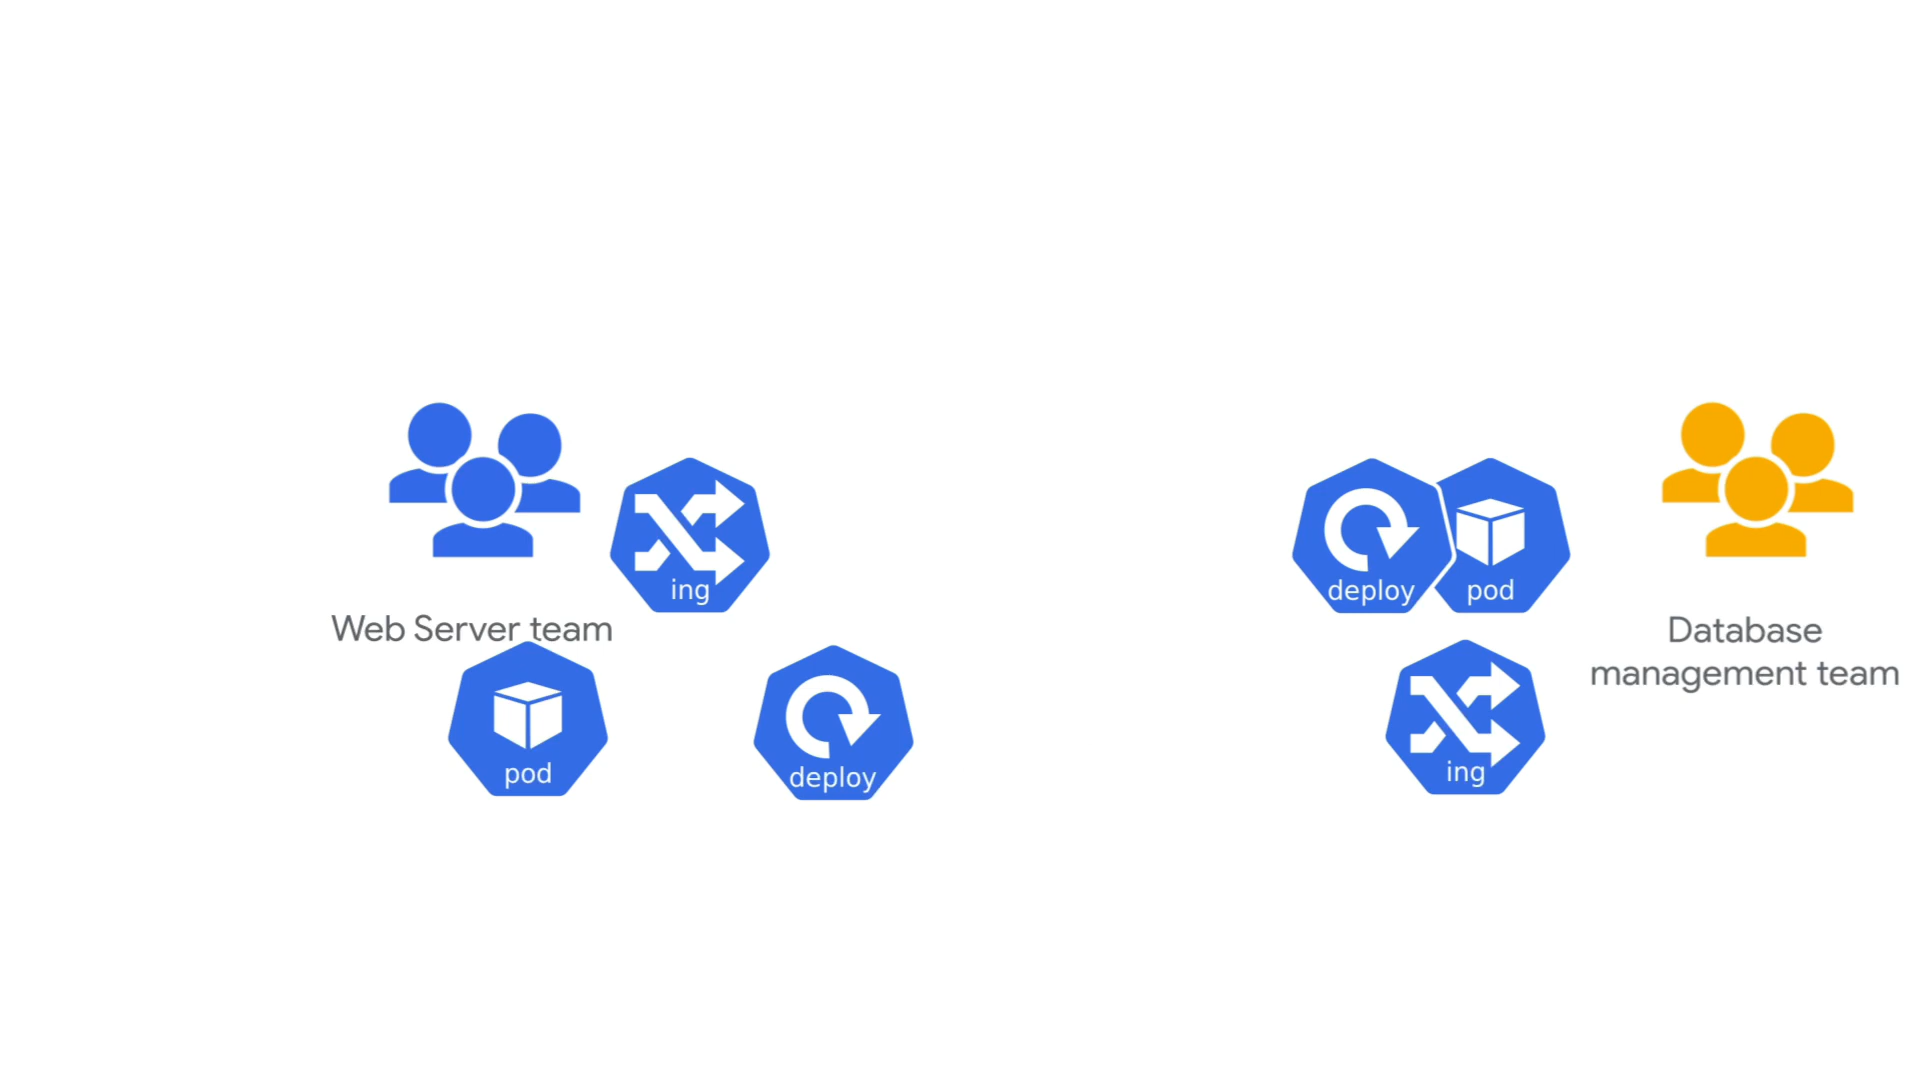 ing
Web Server team
pod
deploy
deploy
pod
ing
Database
management team